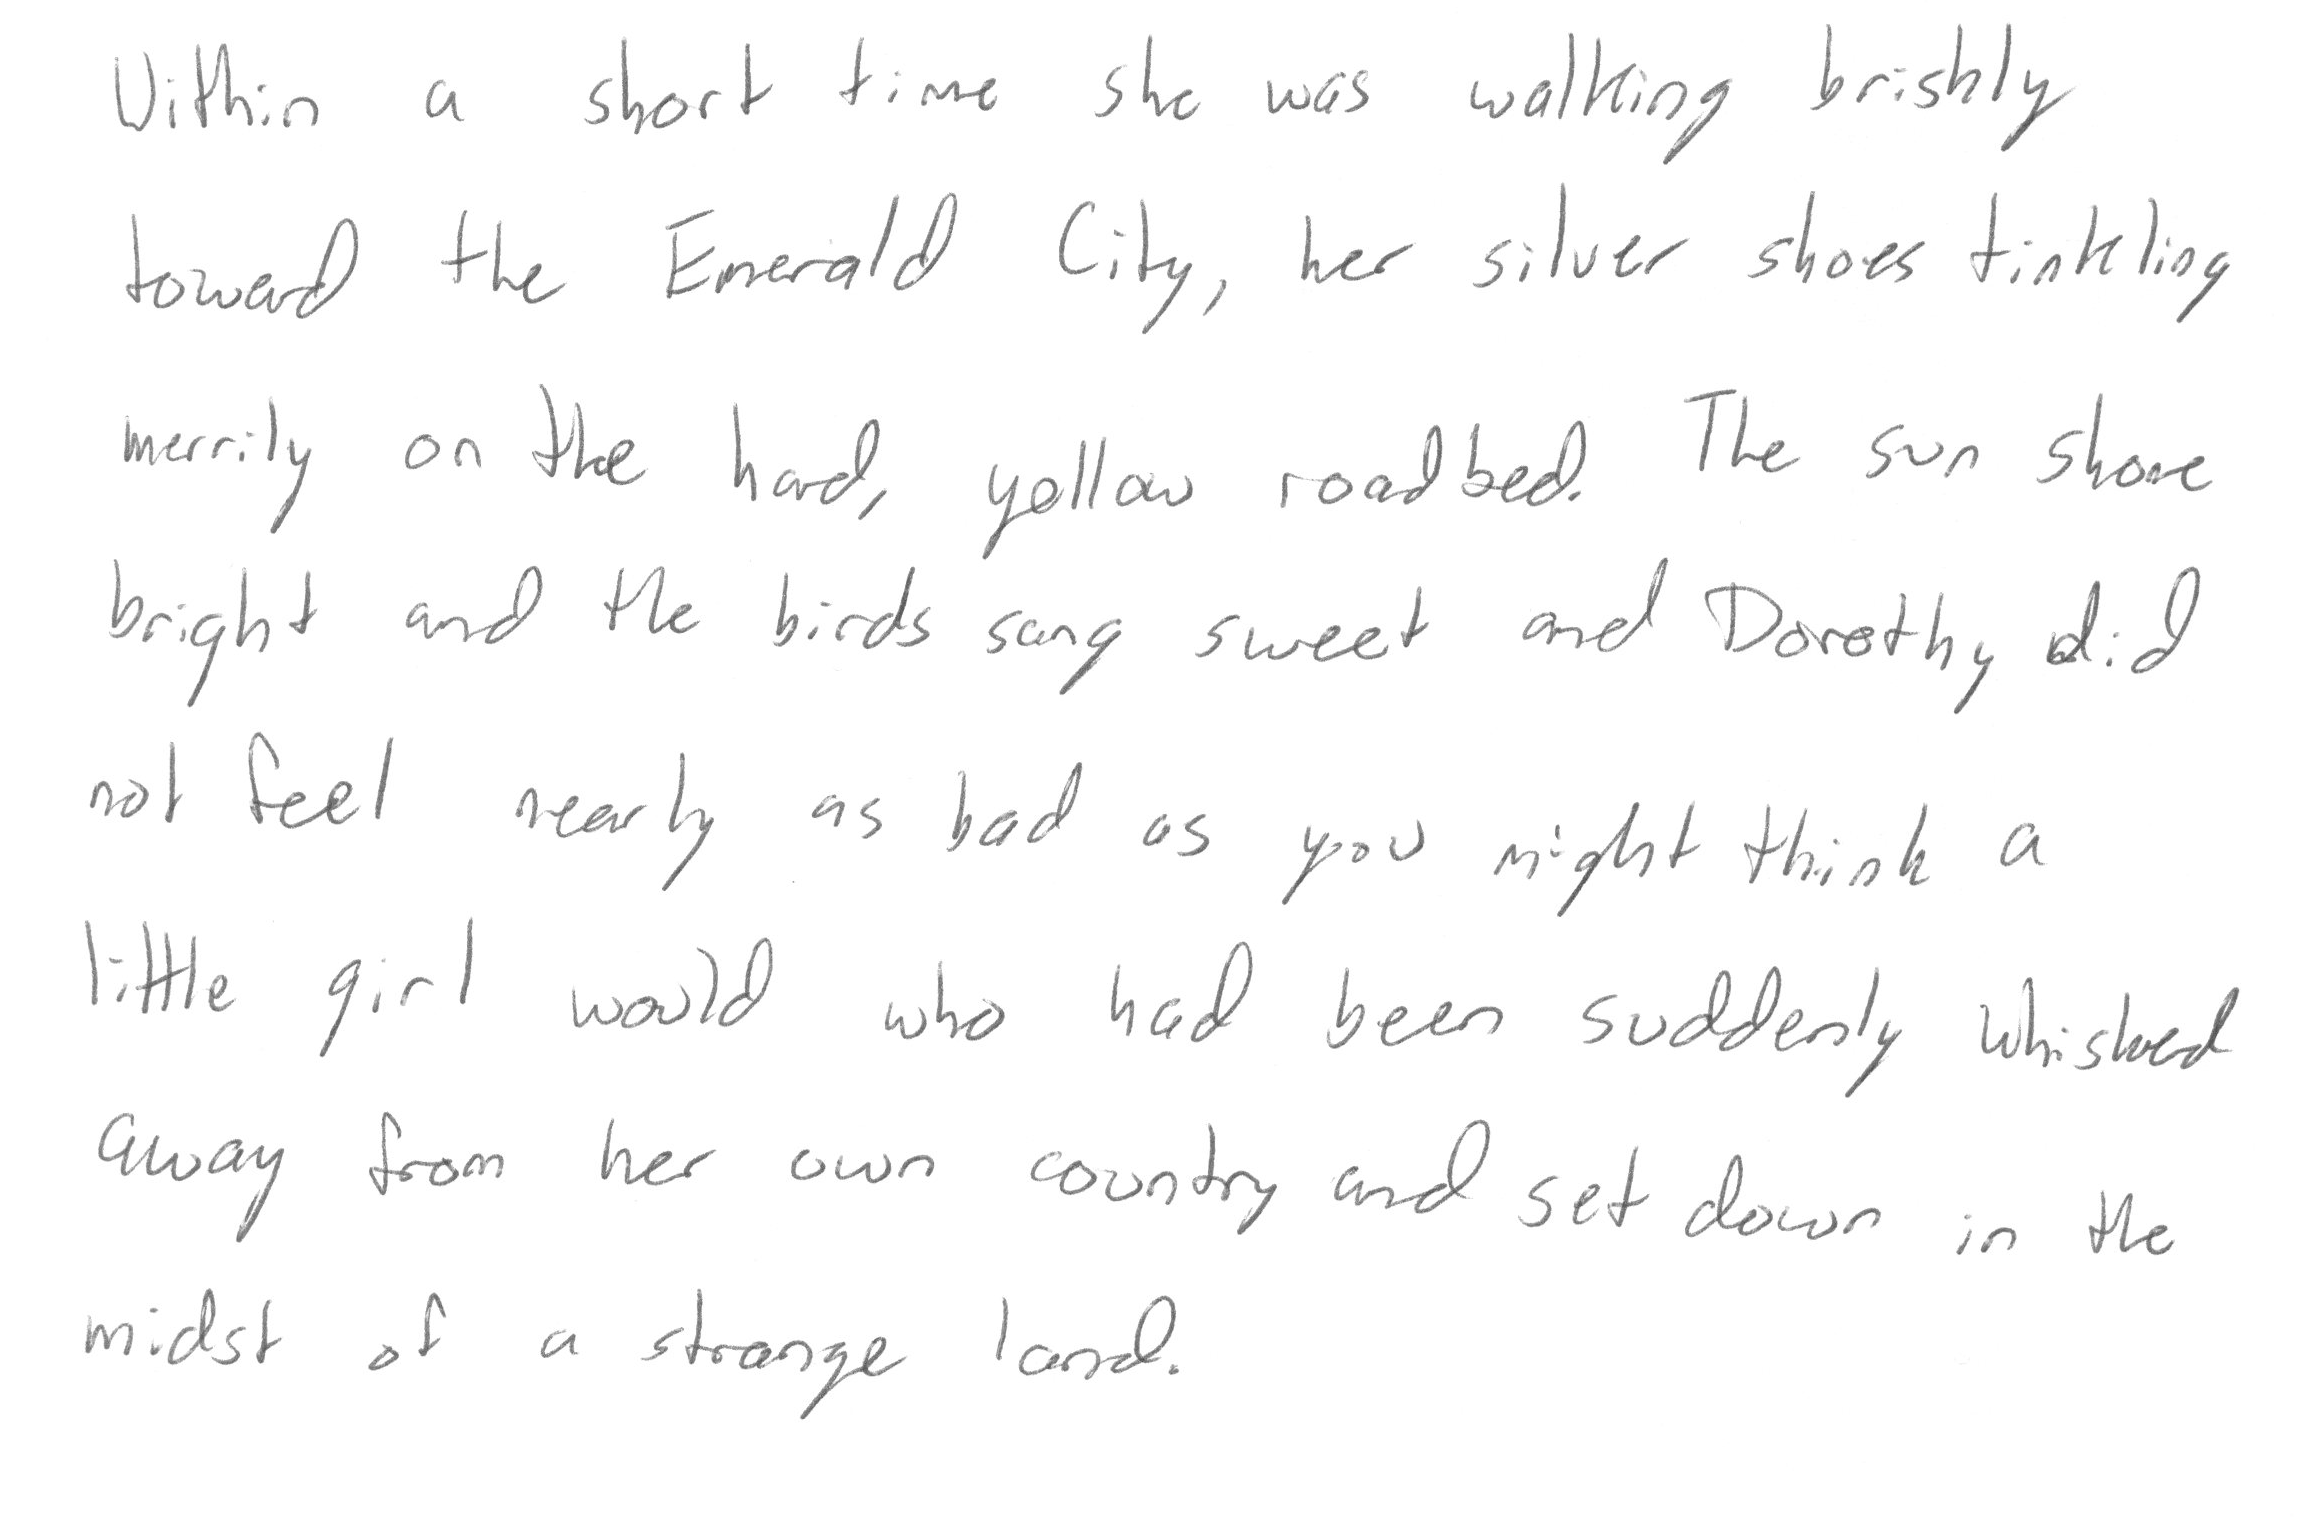 Within a short time she was walking briskly
toward the Emerald City, her silver shoes tinkling
merrily on the hard, yellow roadbed. The sun shone
bright and the birds sang sweet and Dorothy did
not feel nearly as bad as you might think a
little girl would who had been suddenly whisked
away from her own country and set down in the
midst of a strange land.